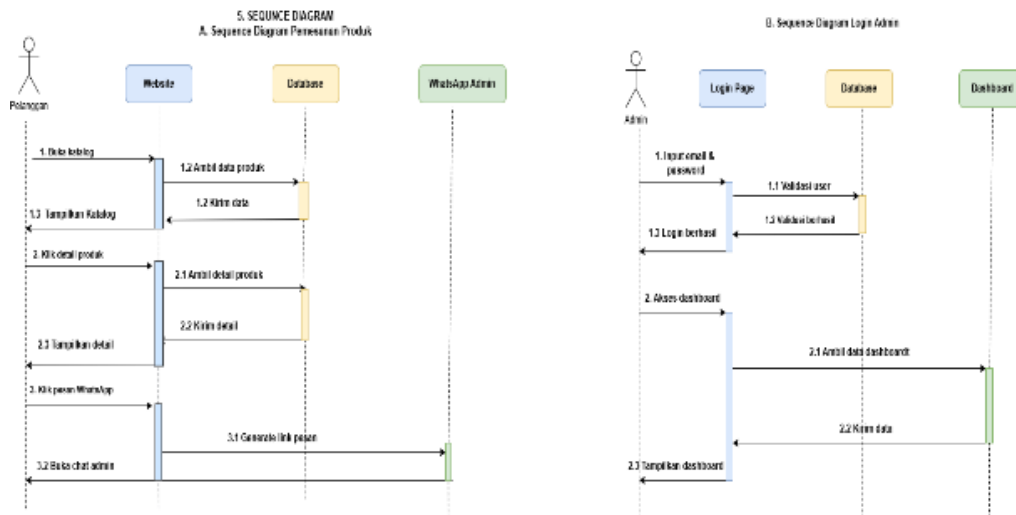 5. SEQUNCE DIAGRAM
A. Sequence Diagram Pemesanan Produk
Pelanggan
Website
Database
WhatsApp Admin
1. Buka katalog
1.2 Ambil data produk
1.2 Kirim data
1.3 Tampilkan Katalog
2. Klik detail produk
2.1 Ambil detail produk
2.2 Kirim detail
2.3 Tampilkan detail
3. Klik pesan WhatsApp
3.1 Generate link pesan
3.2 Buka chat admin
B. Sequence Diagram Login Admin
Admin
Login Page
Database
Dashboard
1. Input email &
password
1.1 Validasi user
1.2 Validasi berhasil
1.3 Login berhasil
2. Akses dashboard
2.1 Ambil data dashboardt
2.2 Kirim data
2.3 Tampilkan dashboard